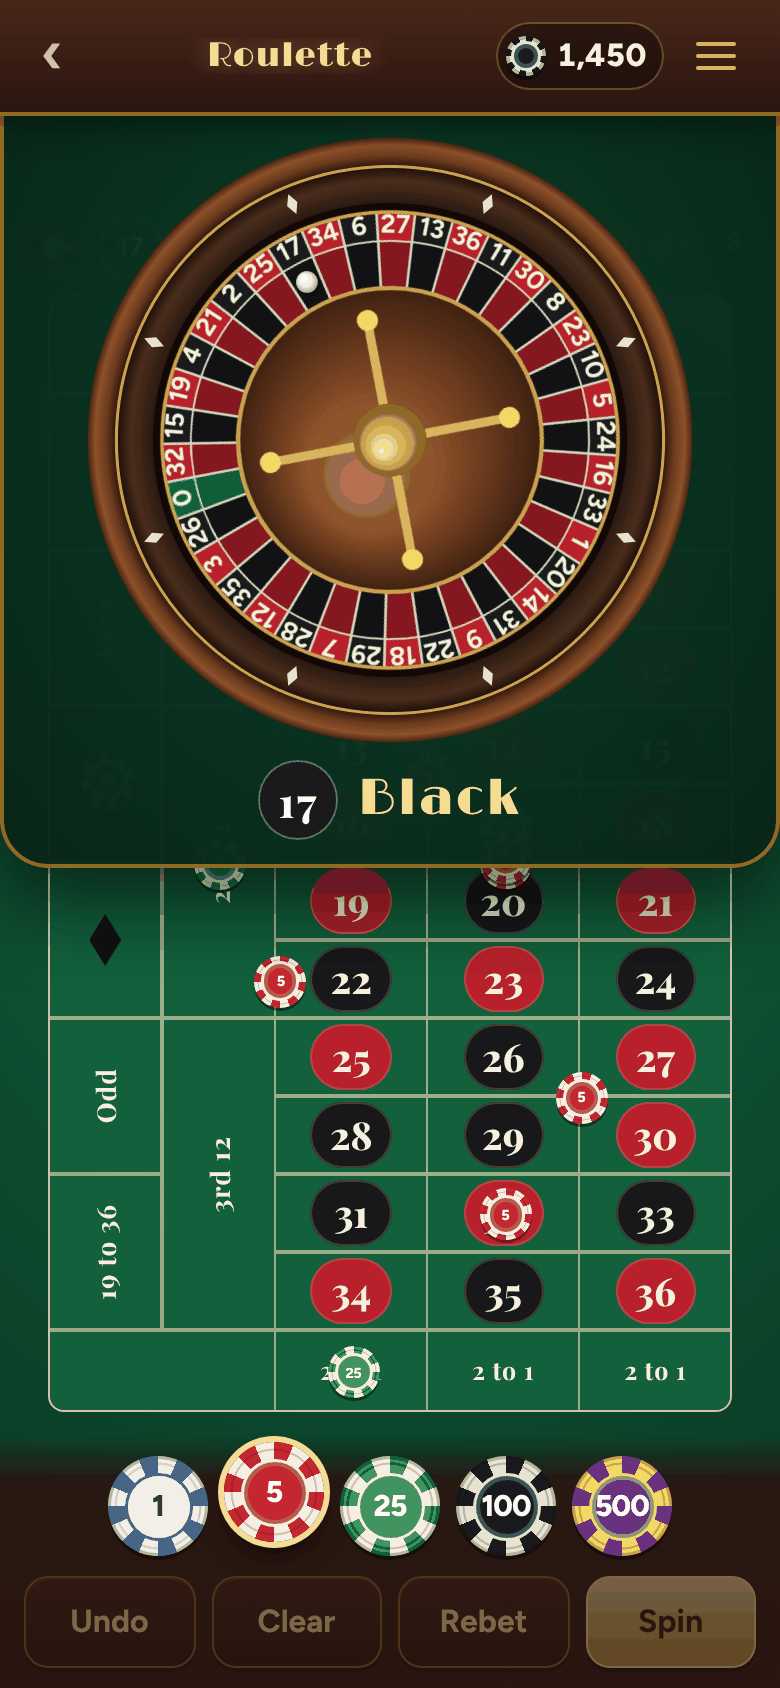 Roulette
1,450
27 13 36 11 30 8 23 10 5 24 16 33 1 20 14 31 9 22 18 29 7 28 12 35 3 26 0 32 15 19 4 21 2 25 17 34 6
17 Black
19 20 21
5 22 23 24
Odd 25 26 27
5
3rd 12 28 29 30
19 to 36 31 5 33
34 35 36
25 2 to 1 2 to 1
1 5 25 100 500
Undo Clear Rebet Spin